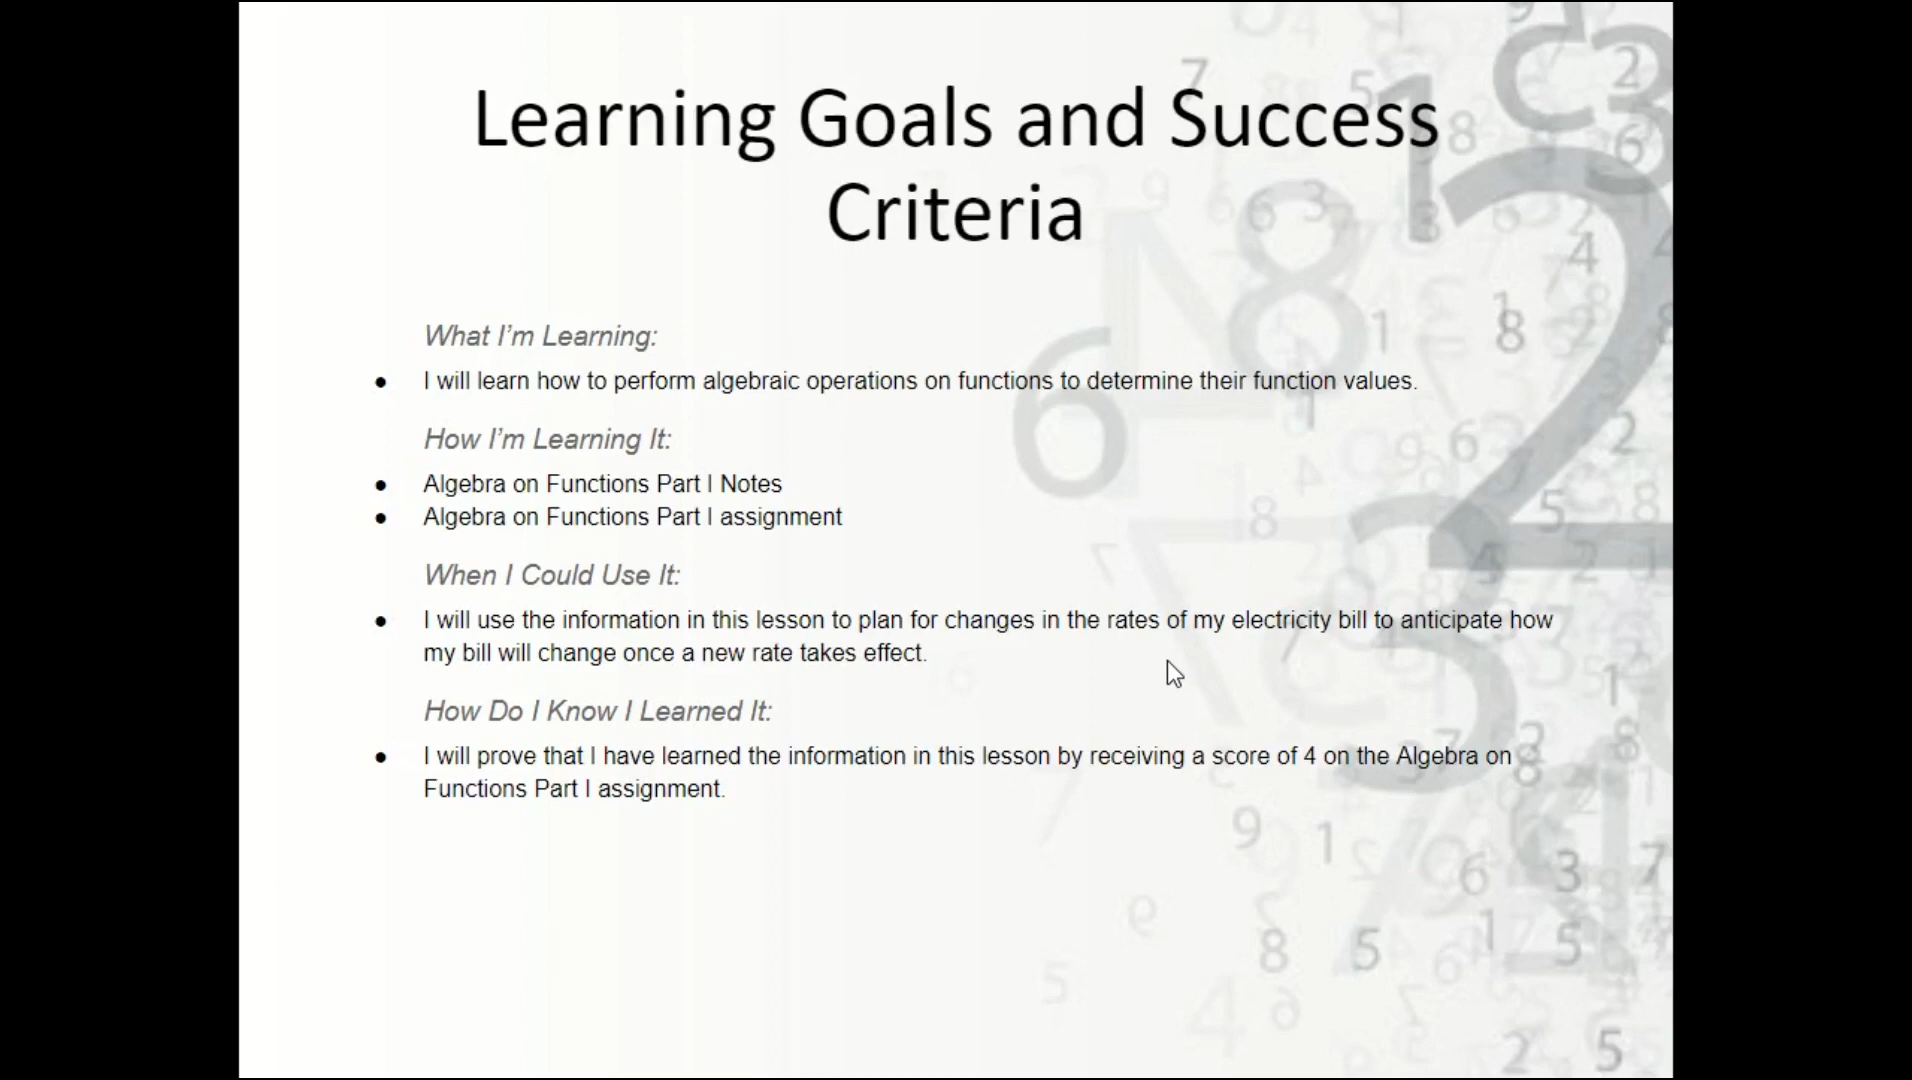 Learning Goals and Success
Criteria
What I'm Learning:
● I will learn how to perform algebraic operations on functions to determine their function values.
How I'm Learning It:
● Algebra on Functions Part I Notes
● Algebra on Functions Part I assignment
When I Could Use It:
● I will use the information in this lesson to plan for changes in the rates of my electricity bill to anticipate how
my bill will change once a new rate takes effect.
How Do I Know I Learned It:
● I will prove that I have learned the information in this lesson by receiving a score of 4 on the Algebra on
Functions Part I assignment.